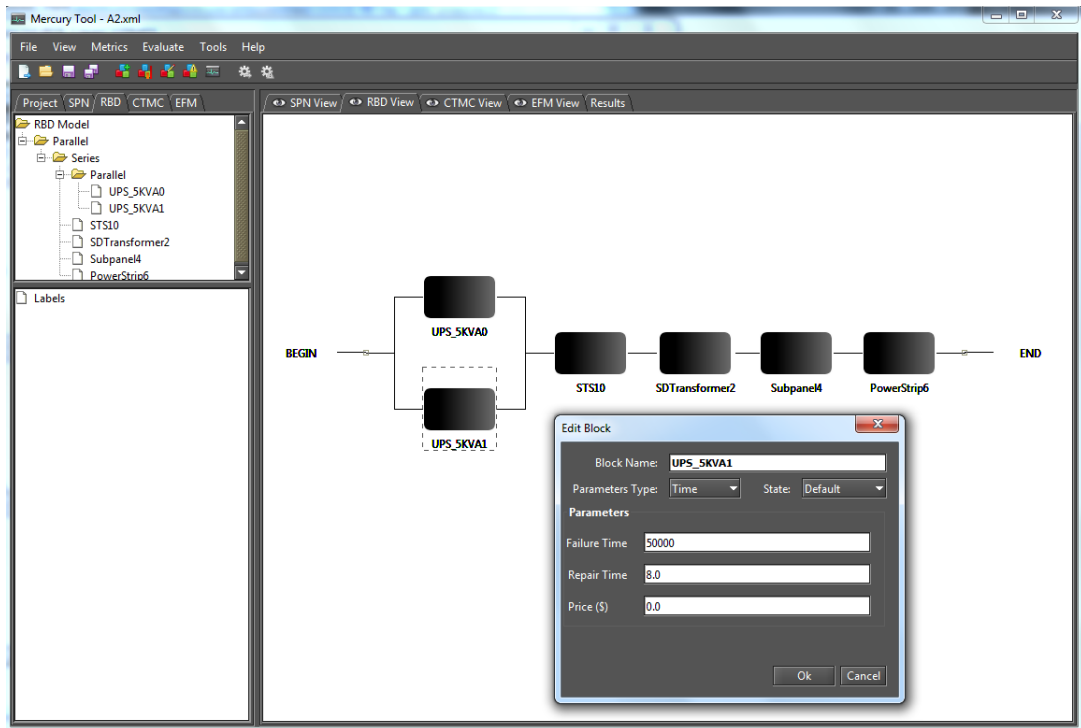 Mercury Tool - A2.xml
File View Metrics Evaluate Tools Help
Project SPN RBD CTMC EFM
SPN View RBD View CTMC View EFM View Results
RBD Model
Parallel
Series
Parallel
UPS_5KVA0
UPS_5KVA1
STS10
SDTransformer2
Subpanel4
PowerStrip6
Labels
UPS_5KVA0
BEGIN
END
STS10 SDTransformer2 Subpanel4 PowerStrip6
UPS_5KVA1
Edit Block
Block Name: UPS_5KVA1
Parameters Type: Time State: Default
Parameters
Failure Time 50000
Repair Time 8.0
Price ($) 0.0
Ok Cancel